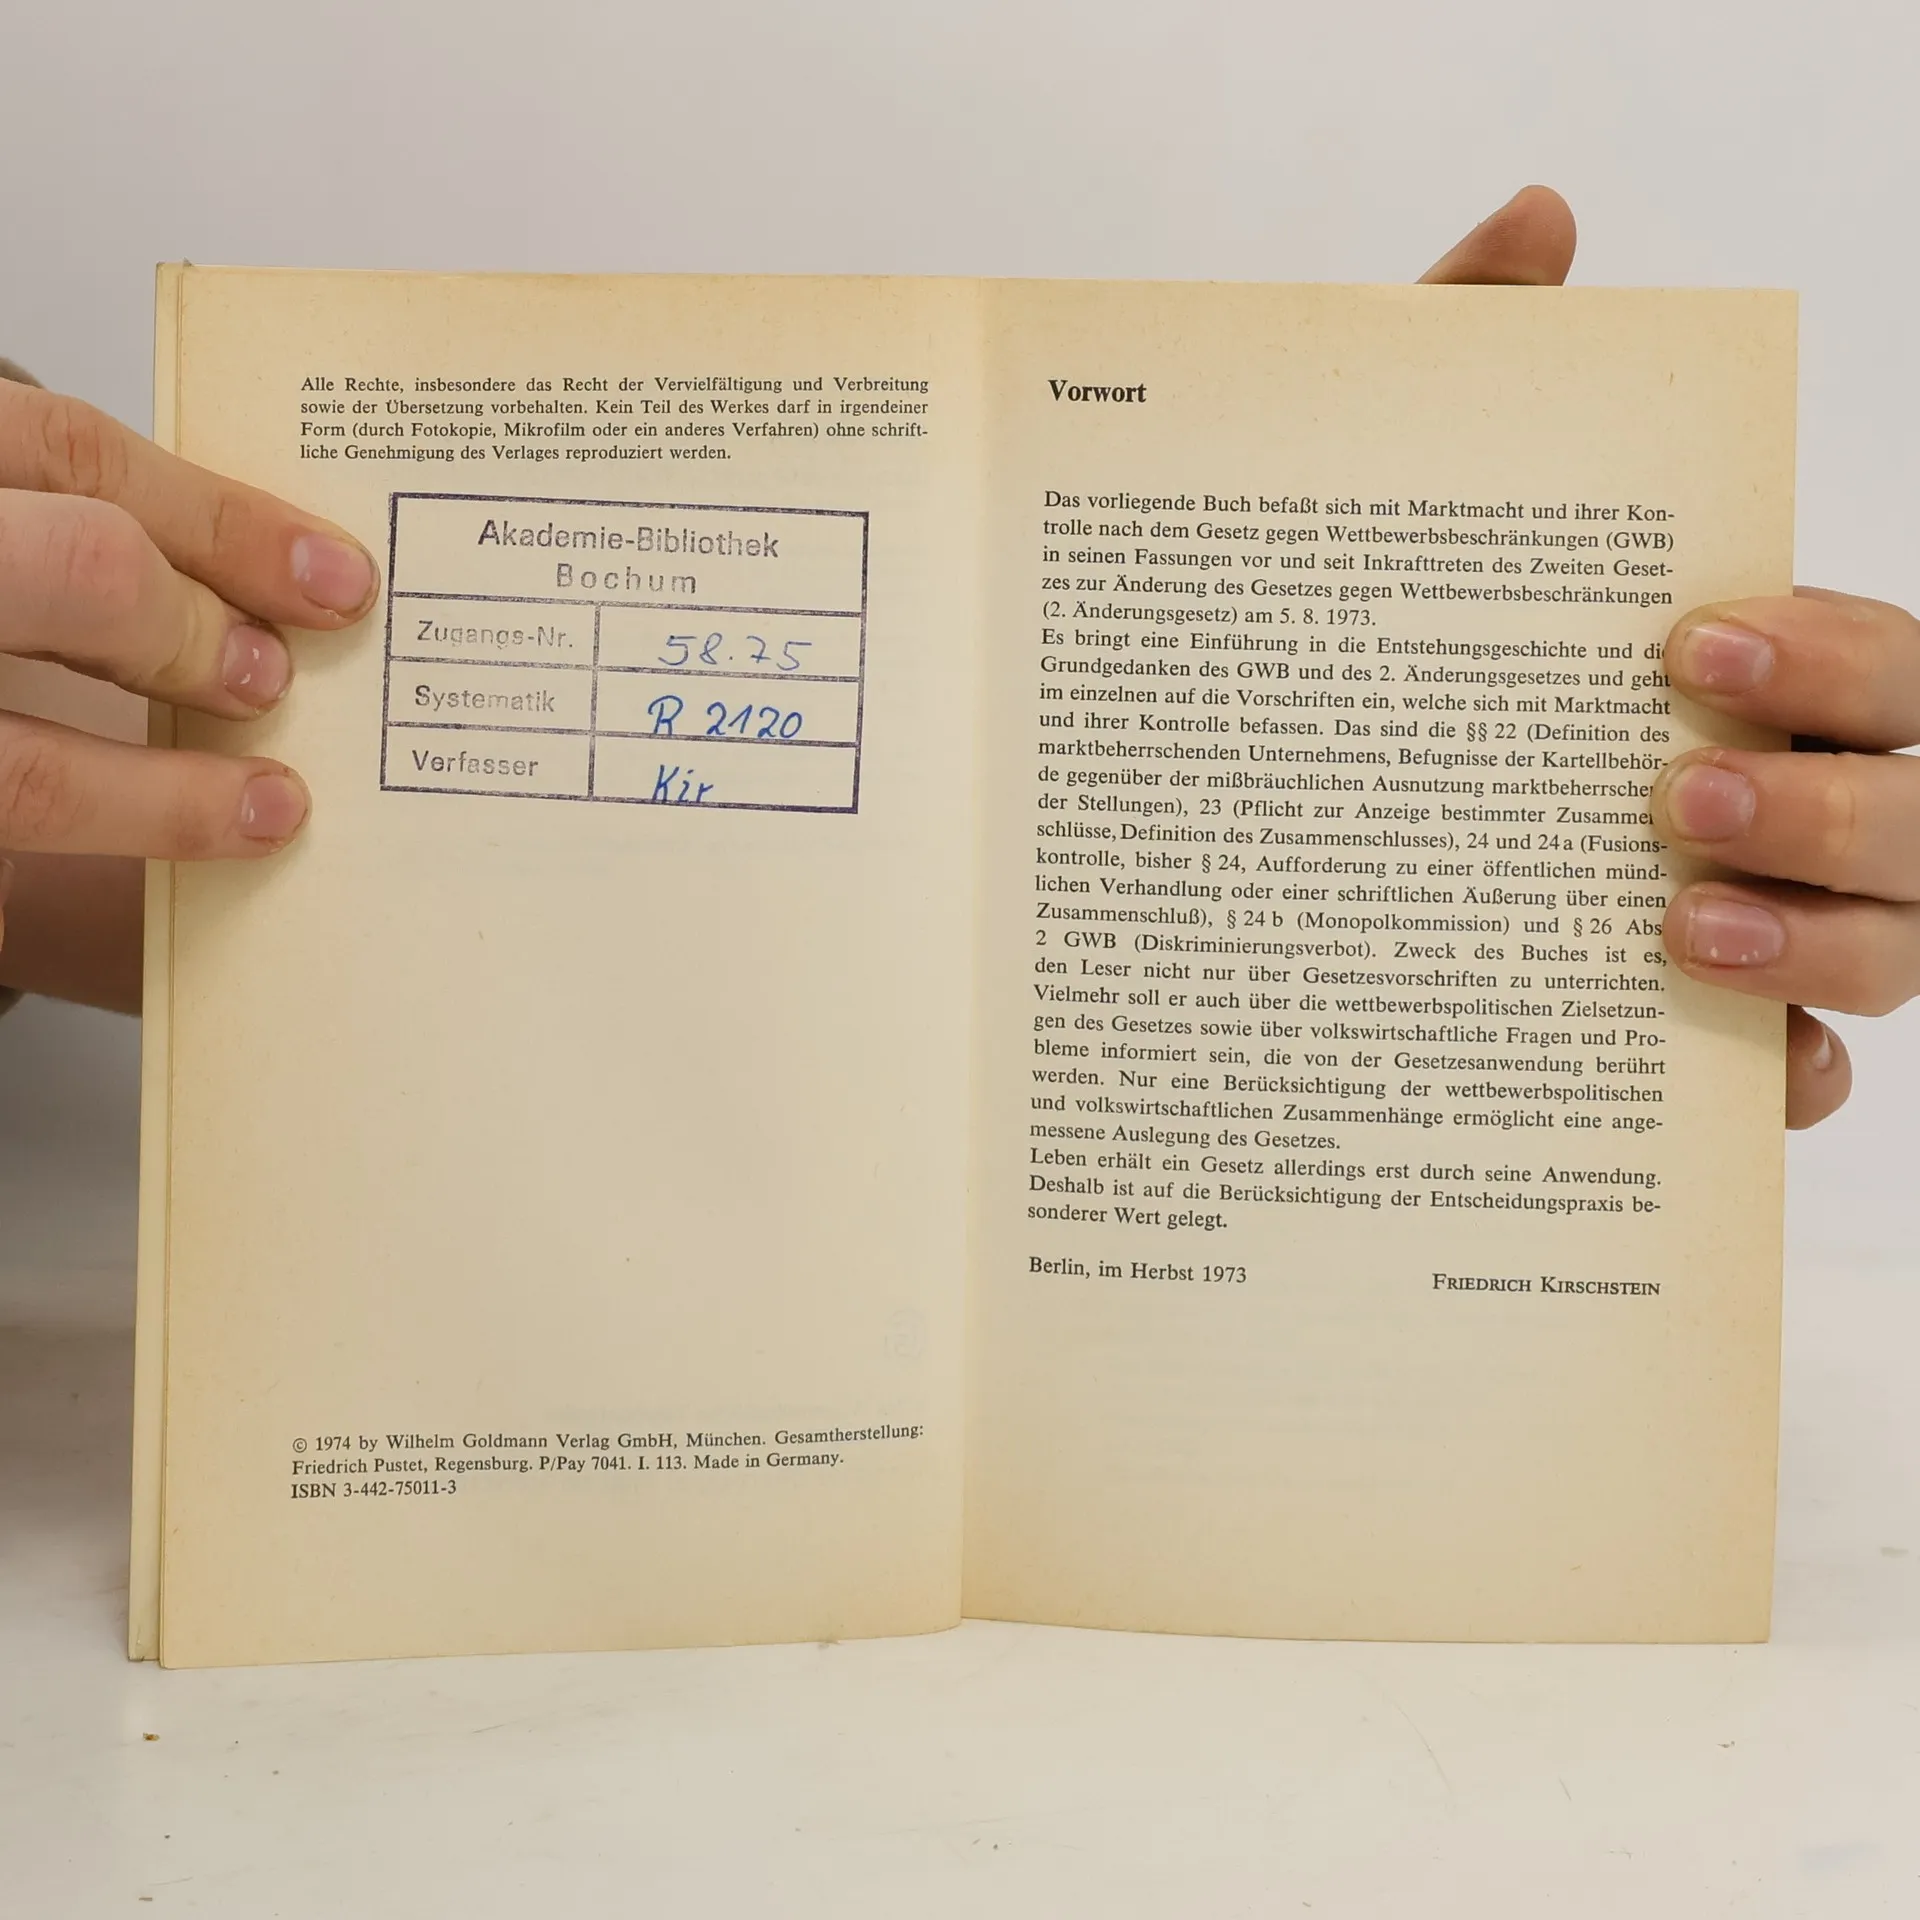 Alle Rechte, insbesondere das Recht der Vervielfältigung und Verbreitung
sowie der Übersetzung vorbehalten. Kein Teil des Werkes darf in irgendeiner
Form (durch Fotokopie, Mikrofilm oder ein anderes Verfahren) ohne schrift-
liche Genehmigung des Verlages reproduziert werden.
Akademie-Bibliothek
Bochum
Zugangs-Nr. 58.75
Systematik R 2120
Verfasser Kir
© 1974 by Wilhelm Goldmann Verlag GmbH, München. Gesamtherstellung:
Friedrich Pustet, Regensburg. P/Pay 7041. I. 113. Made in Germany.
ISBN 3-442-75011-3
Vorwort
Das vorliegende Buch befaßt sich mit Marktmacht und ihrer Kon-
trolle nach dem Gesetz gegen Wettbewerbsbeschränkungen (GWB)
in seinen Fassungen vor und seit Inkrafttreten des Zweiten Geset-
zes zur Änderung des Gesetzes gegen Wettbewerbsbeschränkungen
(2. Änderungsgesetz) am 5. 8. 1973.
Es bringt eine Einführung in die Entstehungsgeschichte und die
Grundgedanken des GWB und des 2. Änderungsgesetzes und geht
im einzelnen auf die Vorschriften ein, welche sich mit Marktmacht
und ihrer Kontrolle befassen. Das sind die §§ 22 (Definition des
marktbeherrschenden Unternehmens, Befugnisse der Kartellbehör-
de gegenüber der mißbräuchlichen Ausnutzung marktbeherrschen
der Stellungen), 23 (Pflicht zur Anzeige bestimmter Zusammen
schlüsse, Definition des Zusammenschlusses), 24 und 24 a (Fusions-
kontrolle, bisher § 24, Aufforderung zu einer öffentlichen münd-
lichen Verhandlung oder einer schriftlichen Äußerung über einen
Zusammenschluß), § 24 b (Monopolkommission) und § 26 Abs
2 GWB (Diskriminierungsverbot). Zweck des Buches ist es,
den Leser nicht nur über Gesetzesvorschriften zu unterrichten.
Vielmehr soll er auch über die wettbewerbspolitischen Zielsetzun-
gen des Gesetzes sowie über volkswirtschaftliche Fragen und Pro-
bleme informiert sein, die von der Gesetzesanwendung berührt
werden. Nur eine Berücksichtigung der wettbewerbspolitischen
und volkswirtschaftlichen Zusammenhänge ermöglicht eine ange-
messene Auslegung des Gesetzes.
Leben erhält ein Gesetz allerdings erst durch seine Anwendung.
Deshalb ist auf die Berücksichtigung der Entscheidungspraxis be-
sonderer Wert gelegt.
Berlin, im Herbst 1973 FRIEDRICH KIRSCHSTEIN